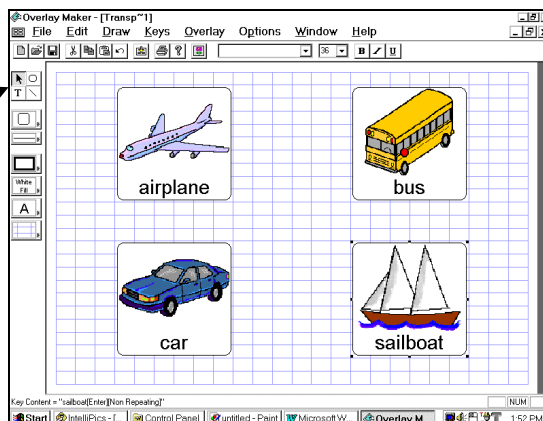 Overlay Maker - [Transp~1]
File Edit Draw Keys Overlay Options Window Help
36 B I U
T
White Fill
A
airplane
bus
car
sailboat
Key Content = "sailboat[Enter][Non Repeating]"
NUM
Start IntelliPics - [... Control Panel untitled - Paint Microsoft W... Overlay M... 1:52 PM